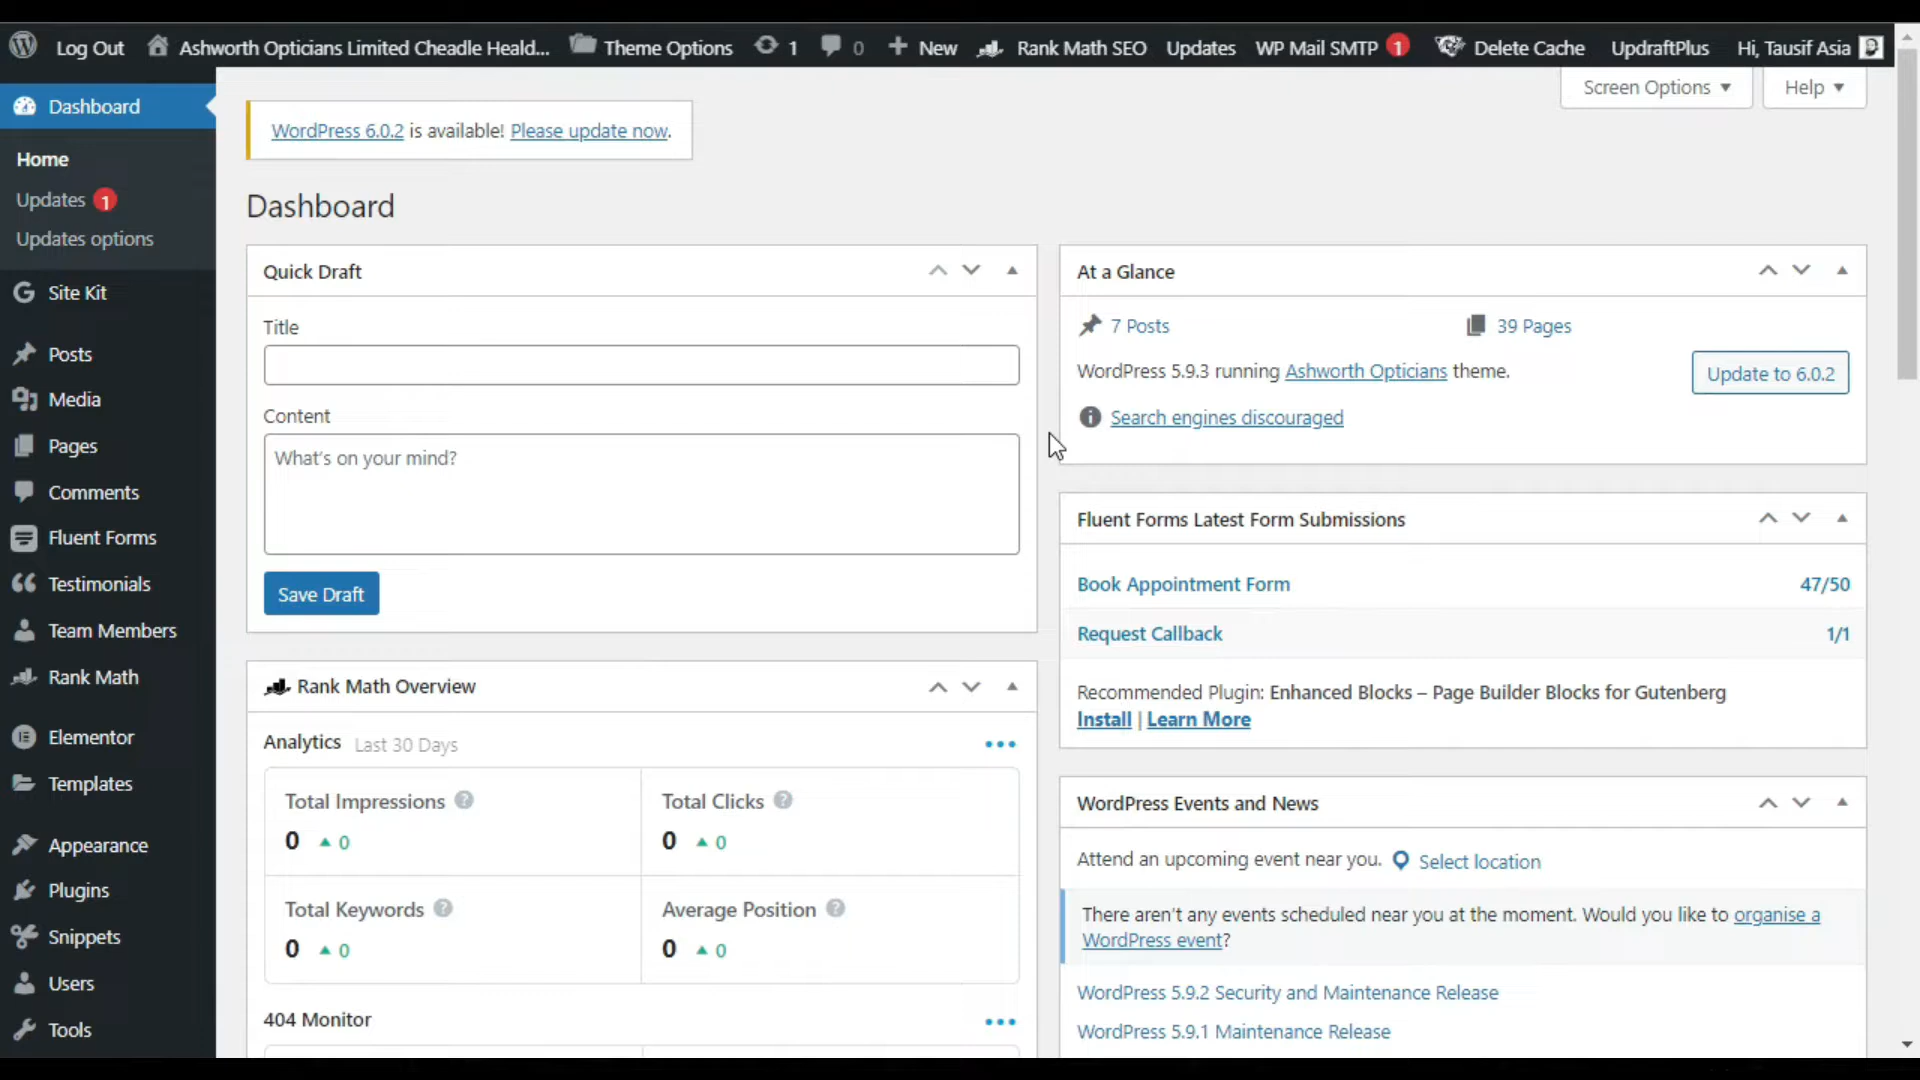 Log Out Ashworth Opticians Limited Cheadle Heald... Theme Options 1 0 New Rank Math SEO Updates WP Mail SMTP 1 Delete Cache UpdraftPlus Hi, Tausif Asia
Screen Options Help
Dashboard
Home
Updates 1
Updates options
Site Kit
Posts
Media
Pages
Comments
Fluent Forms
Testimonials
Team Members
Rank Math
Elementor
Templates
Appearance
Plugins
Snippets
Users
Tools
WordPress 6.0.2 is available! Please update now.
Dashboard
Quick Draft
Title
Content
What's on your mind?
Save Draft
Rank Math Overview
Analytics Last 30 Days
Total Impressions Total Clicks
0 0 0 0
Total Keywords Average Position
0 0 0 0
404 Monitor
At a Glance
7 Posts 39 Pages
WordPress 5.9.3 running Ashworth Opticians theme. Update to 6.0.2
Search engines discouraged
Fluent Forms Latest Form Submissions
Book Appointment Form 47/50
Request Callback 1/1
Recommended Plugin: Enhanced Blocks – Page Builder Blocks for Gutenberg
Install | Learn More
WordPress Events and News
Attend an upcoming event near you. Select location
There aren't any events scheduled near you at the moment. Would you like to organise a
WordPress event?
WordPress 5.9.2 Security and Maintenance Release
WordPress 5.9.1 Maintenance Release